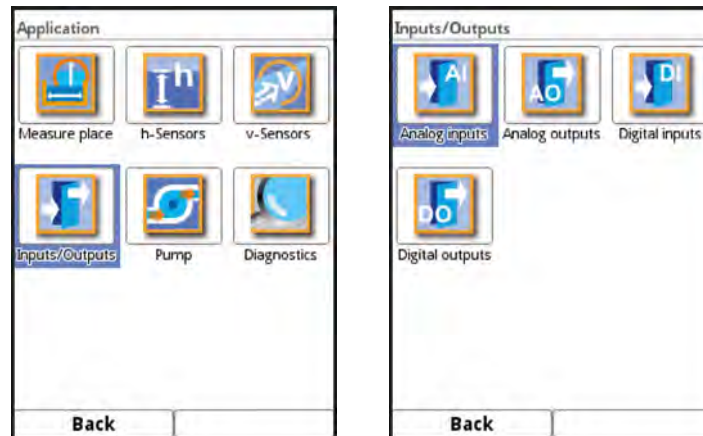 Application
h
v
Measure place
h-Sensors
v-Sensors
Inputs/Outputs
Pump
Diagnostics
Back
Inputs/Outputs
AI
AO
DI
Analog inputs
Analog outputs
Digital inputs
DO
Digital outputs
Back